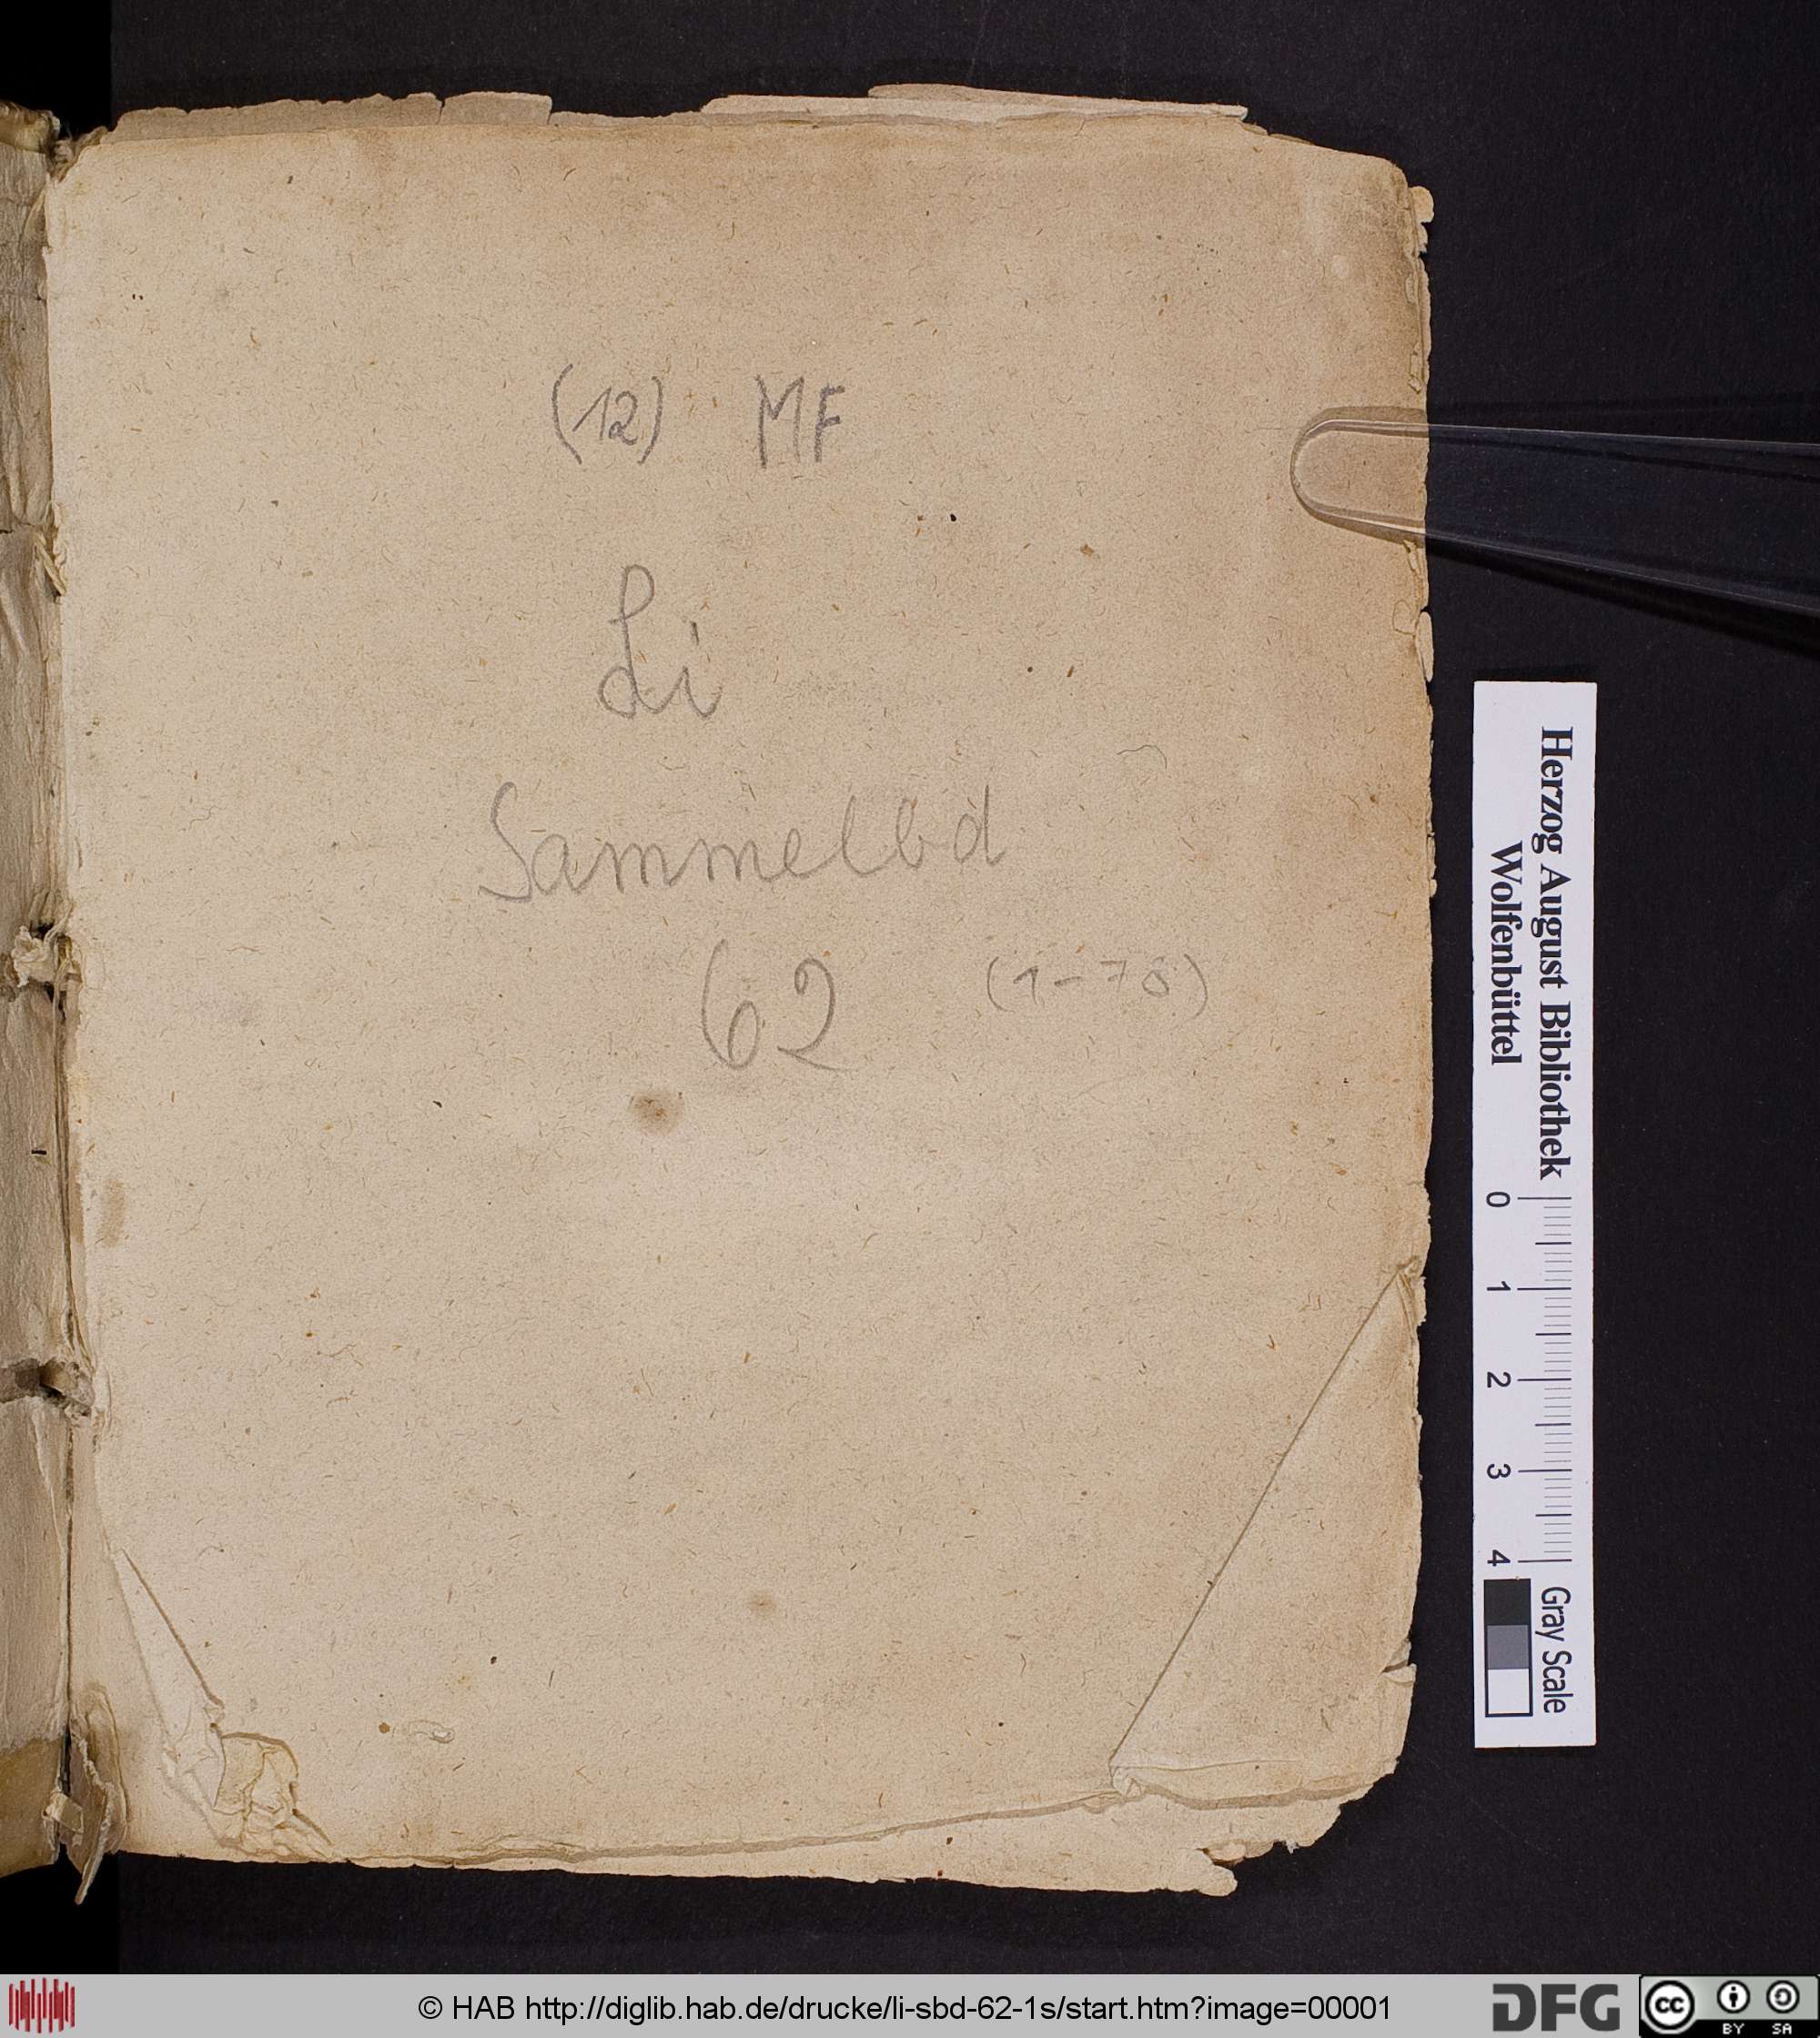 (12) MF
Li
Sammelbd
62 (1-78)
Herzog August Bibliothek
Wolfenbüttel
0 1 2 3 4
Gray Scale
© HAB http://diglib.hab.de/drucke/li-sbd-62-1s/start.htm?image=00001
DFG
cc BY SA